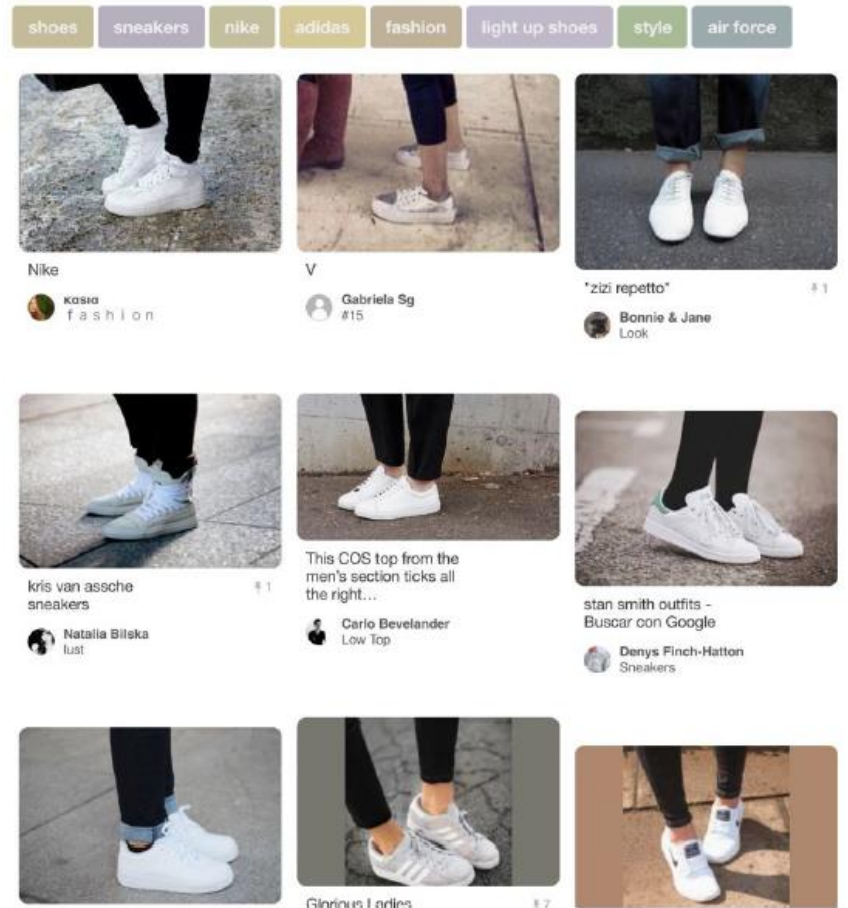 shoes sneakers nike adidas fashion light up shoes style air force
Nike
κασια
f a s h i o n
V
Gabriela Sg
#15
"zizi repetto" 1
Bonnie & Jane
Look
kris van assche 1
sneakers
Natalia Bilska
lust
This COS top from the
men's section ticks all
the right...
Carlo Bevelander
Low Top
stan smith outfits -
Buscar con Google
Denys Finch-Hatton
Sneakers
Glorious Ladies 7